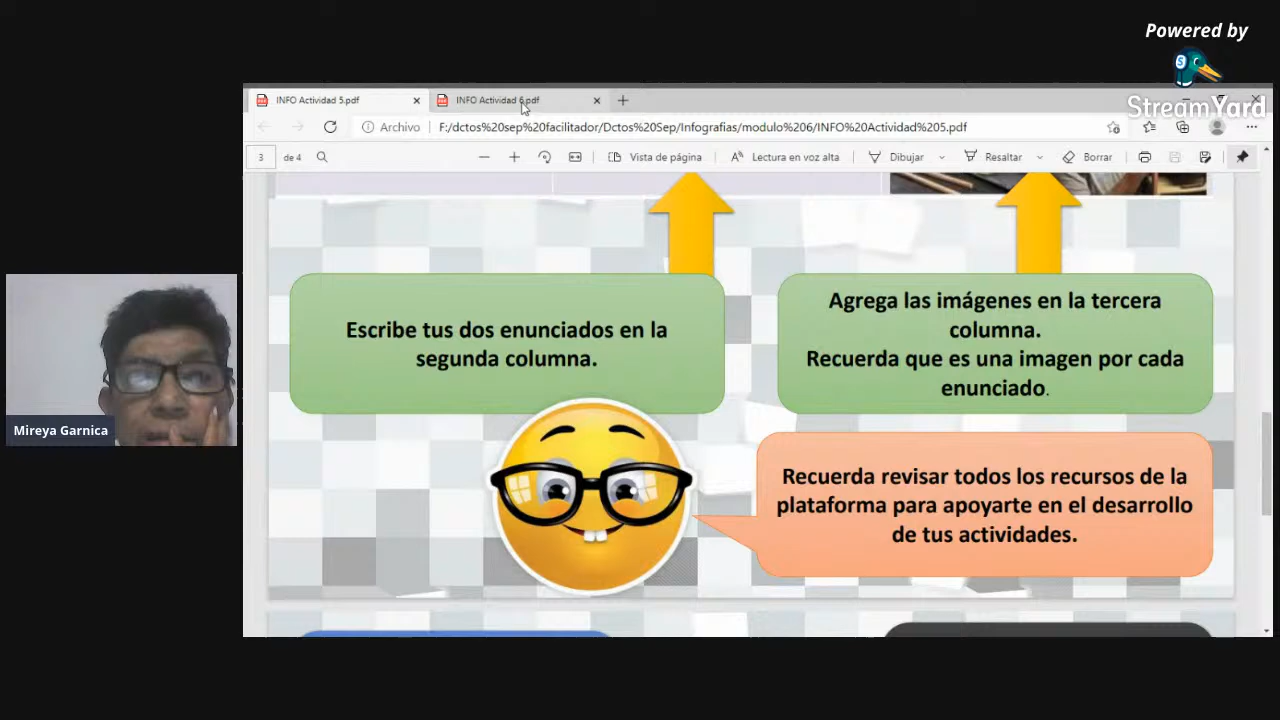 Powered by
StreamYard
INFO Actividad 5.pdf
INFO Actividad 6.pdf
Archivo
F:/dctos%20sep%20facilitador/Dctos%20Sep/Infografias/modulo%206/INFO%20Actividad%205.pdf
3 de 4
Vista de página
Lectura en voz alta
Dibujar
Resaltar
Borrar
Escribe tus dos enunciados en la
segunda columna.
Agrega las imágenes en la tercera
columna.
Recuerda que es una imagen por cada
enunciado.
Recuerda revisar todos los recursos de la
plataforma para apoyarte en el desarrollo
de tus actividades.
Mireya Garnica